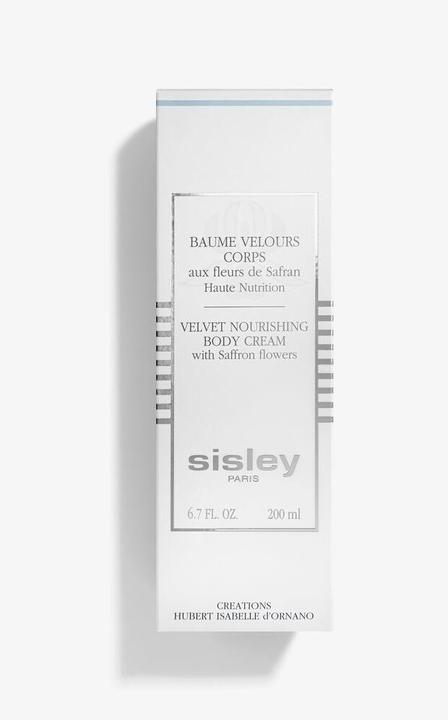 BAUME VELOURS
CORPS
aux fleurs de Safran
Haute Nutrition
VELVET NOURISHING
BODY CREAM
with Saffron flowers
sisley
PARIS
6.7 FL. OZ. 200 ml
CREATIONS
HUBERT ISABELLE d'ORNANO